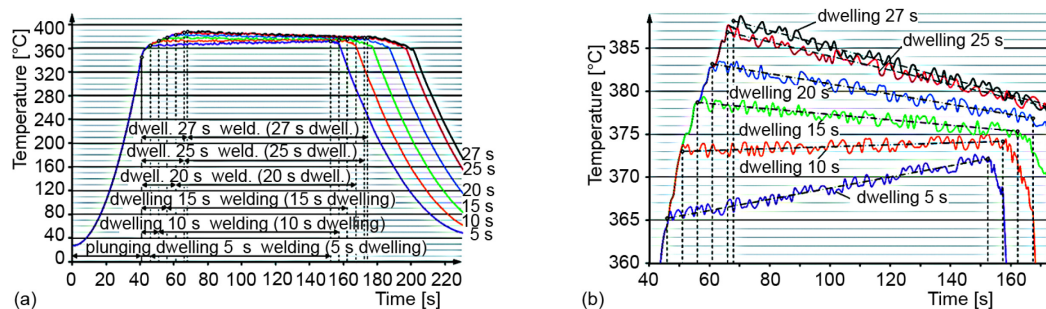 Temperature [°C]
400
360
320
280
240
200
160
120
80
40
0
dwell. 27 s weld. (27 s dwell.)
dwell. 25 s weld. (25 s dwell.)
dwell. 20 s weld. (20 s dwell.)
dwelling 15 s welding (15 s dwelling)
dwelling 10 s welding (10 s dwelling)
plunging dwelling 5 s welding (5 s dwelling)
27 s
25 s
20 s
15 s
10 s
5 s
0 20 40 60 80 100 120 140 160 180 200 220
Time [s]
(a)
Temperature [°C]
385
380
375
370
365
360
dwelling 27 s
dwelling 25 s
dwelling 20 s
dwelling 15 s
dwelling 10 s
dwelling 5 s
40 60 80 100 120 140 160
Time [s]
(b)